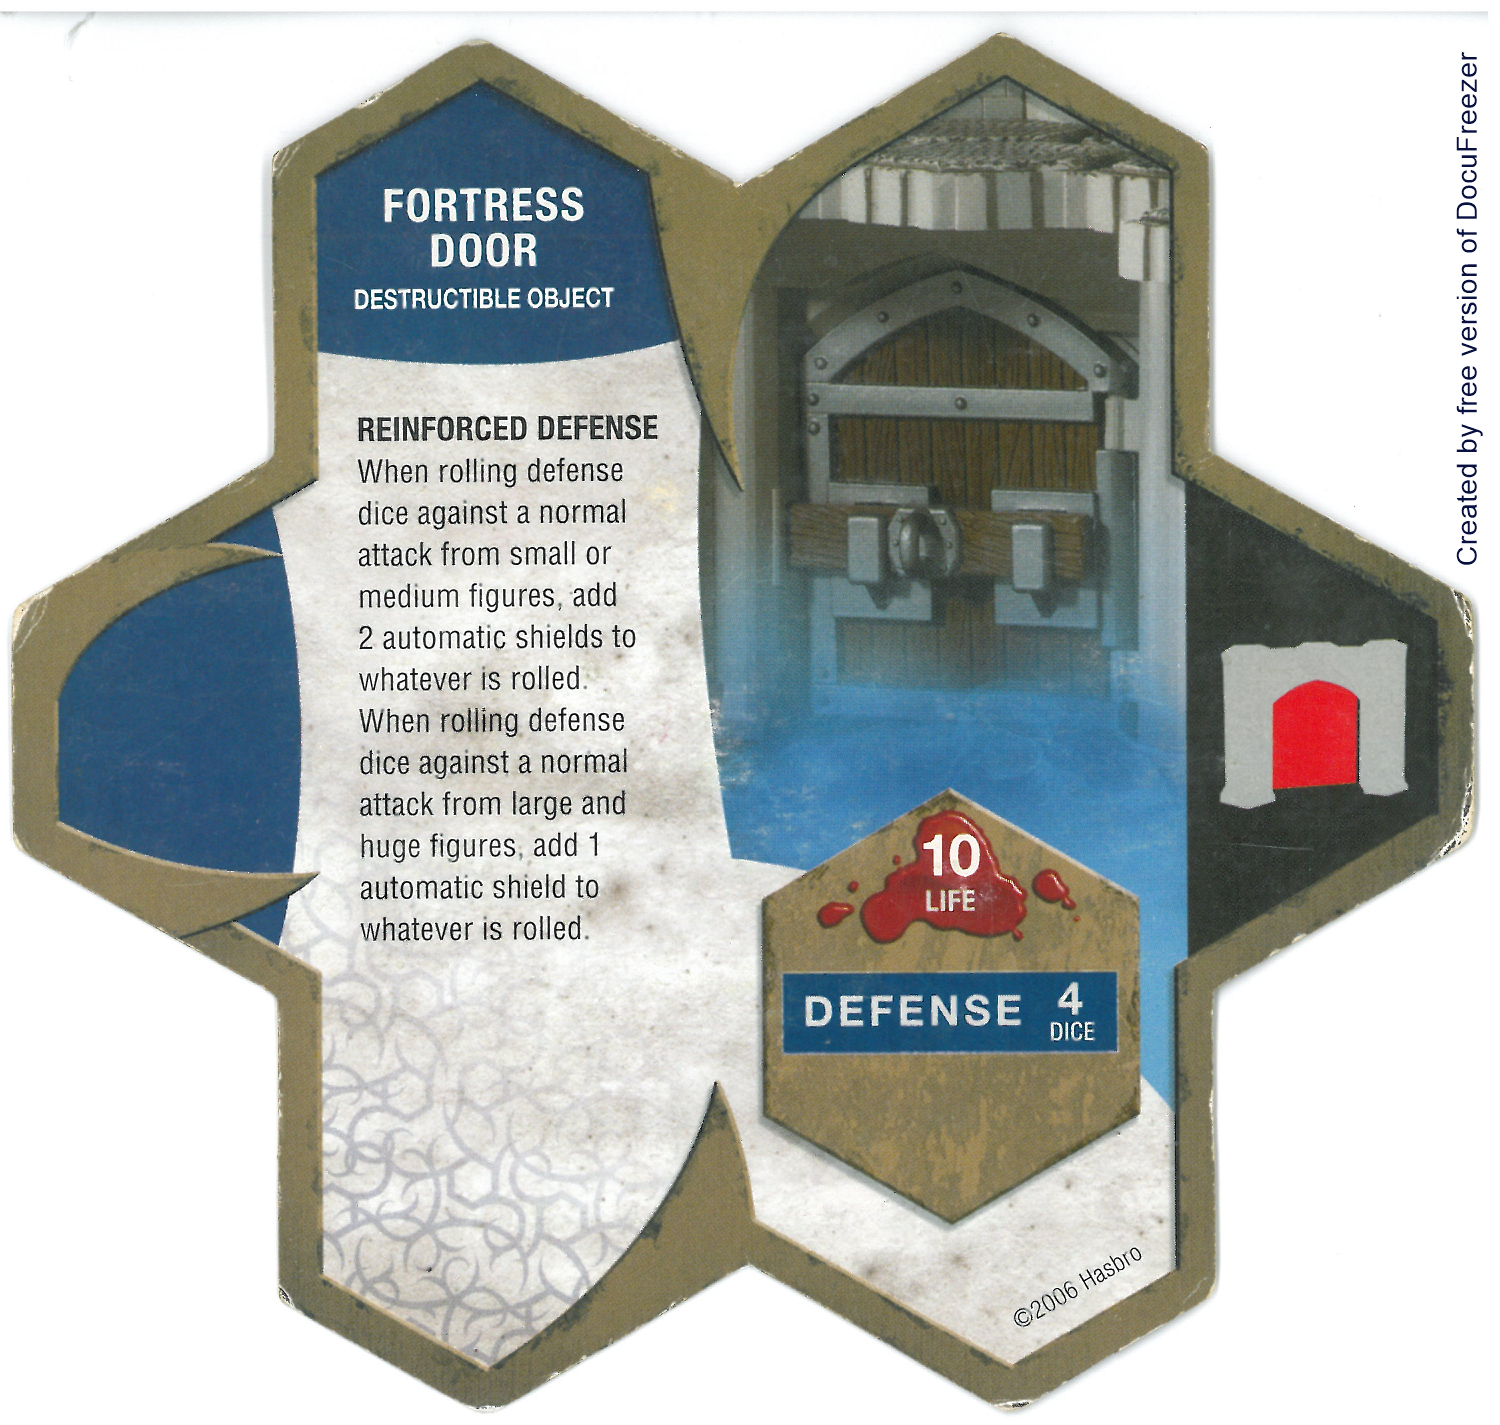 FORTRESS
DOOR
DESTRUCTIBLE OBJECT
REINFORCED DEFENSE
When rolling defense
dice against a normal
attack from small or
medium figures, add
2 automatic shields to
whatever is rolled.
When rolling defense
dice against a normal
attack from large and
huge figures, add 1
automatic shield to
whatever is rolled.
10
LIFE
DEFENSE 4
DICE
©2006 Hasbro
Created by free version of DocuFreezer